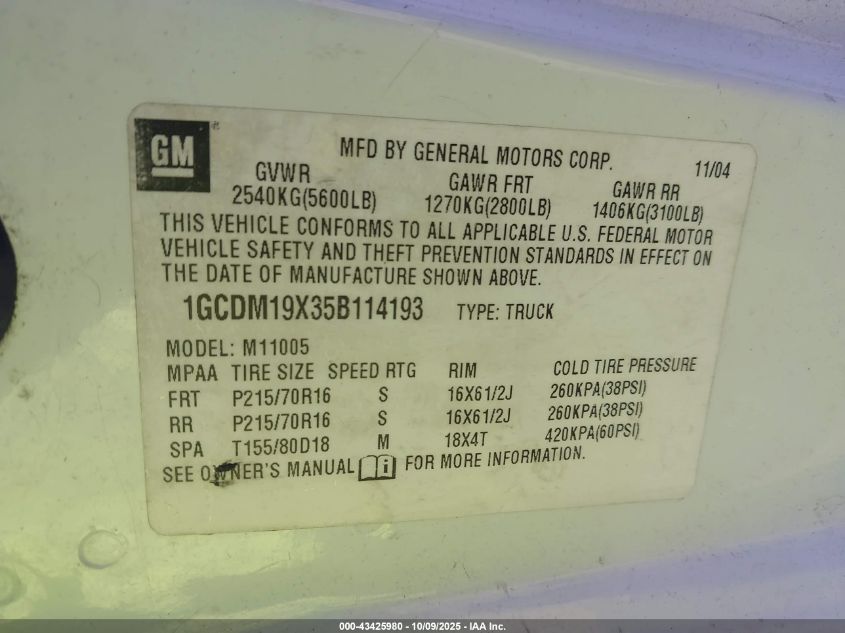 GM
MFD BY GENERAL MOTORS CORP. 11/04
GVWR GAWR FRT GAWR RR
2540KG(5600LB) 1270KG(2800LB) 1406KG(3100LB)
THIS VEHICLE CONFORMS TO ALL APPLICABLE U.S. FEDERAL MOTOR
VEHICLE SAFETY AND THEFT PREVENTION STANDARDS IN EFFECT ON
THE DATE OF MANUFACTURE SHOWN ABOVE.
1GCDM19X35B114193 TYPE: TRUCK
MODEL: M11005
MPAA TIRE SIZE SPEED RTG RIM COLD TIRE PRESSURE
FRT P215/70R16 S 16X61/2J 260KPA(38PSI)
RR P215/70R16 S 16X61/2J 260KPA(38PSI)
SPA T155/80D18 M 18X4T 420KPA(60PSI)
SEE OWNER'S MANUAL FOR MORE INFORMATION.
000-43425980 - 10/09/2025 - IAA Inc.